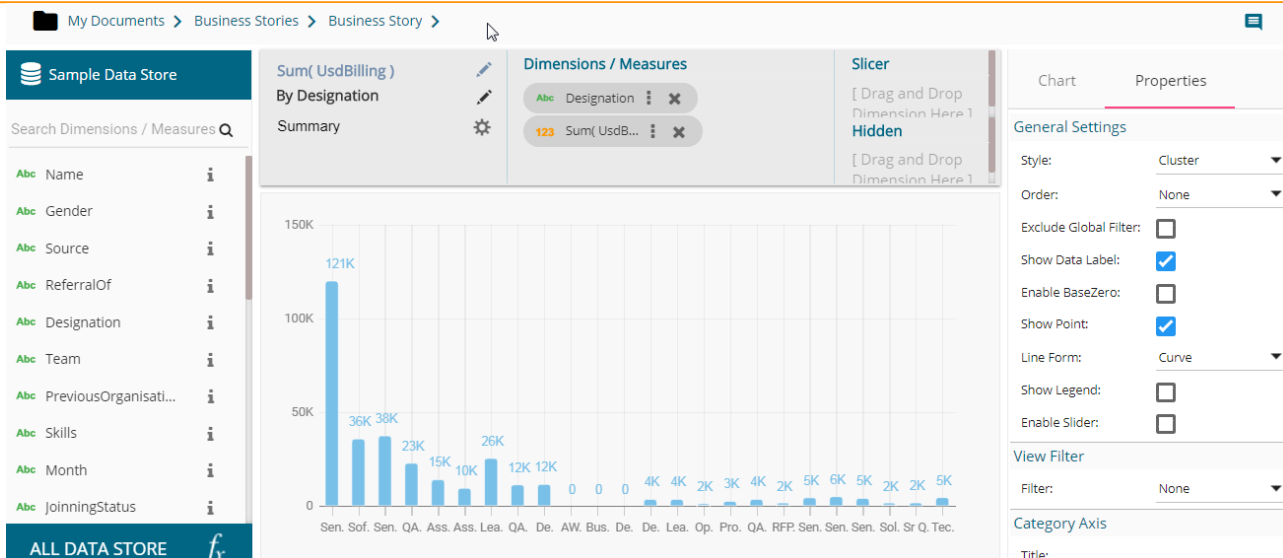 My Documents > Business Stories > Business Story >
Sample Data Store
Search Dimensions / Measures
Abc Name i
Abc Gender i
Abc Source i
Abc ReferralOf i
Abc Designation i
Abc Team i
Abc PreviousOrganisati... i
Abc Skills i
Abc Month i
Abc JoinningStatus i
ALL DATA STORE fx
Sum( UsdBilling )
By Designation
Summary
Dimensions / Measures
Abc Designation
123 Sum( UsdB...
Slicer
[ Drag and Drop
Dimension Here ]
Hidden
[ Drag and Drop
Dimension Here ]
150K
100K
50K
0
121K 36K 38K 23K 15K 10K 26K 12K 12K 0 0 0 4K 4K 2K 3K 4K 2K 5K 6K 5K 2K 2K 5K
Sen. Sof. Sen. QA. Ass. Ass. Lea. QA. De. AW. Bus. De. De. Lea. Op. Pro. QA. RFP. Sen. Sen. Sen. Sol. Sr Q. Tec.
Chart Properties
General Settings
Style: Cluster
Order: None
Exclude Global Filter:
Show Data Label:
Enable BaseZero:
Show Point:
Line Form: Curve
Show Legend:
Enable Slider:
View Filter
Filter: None
Category Axis
Title: